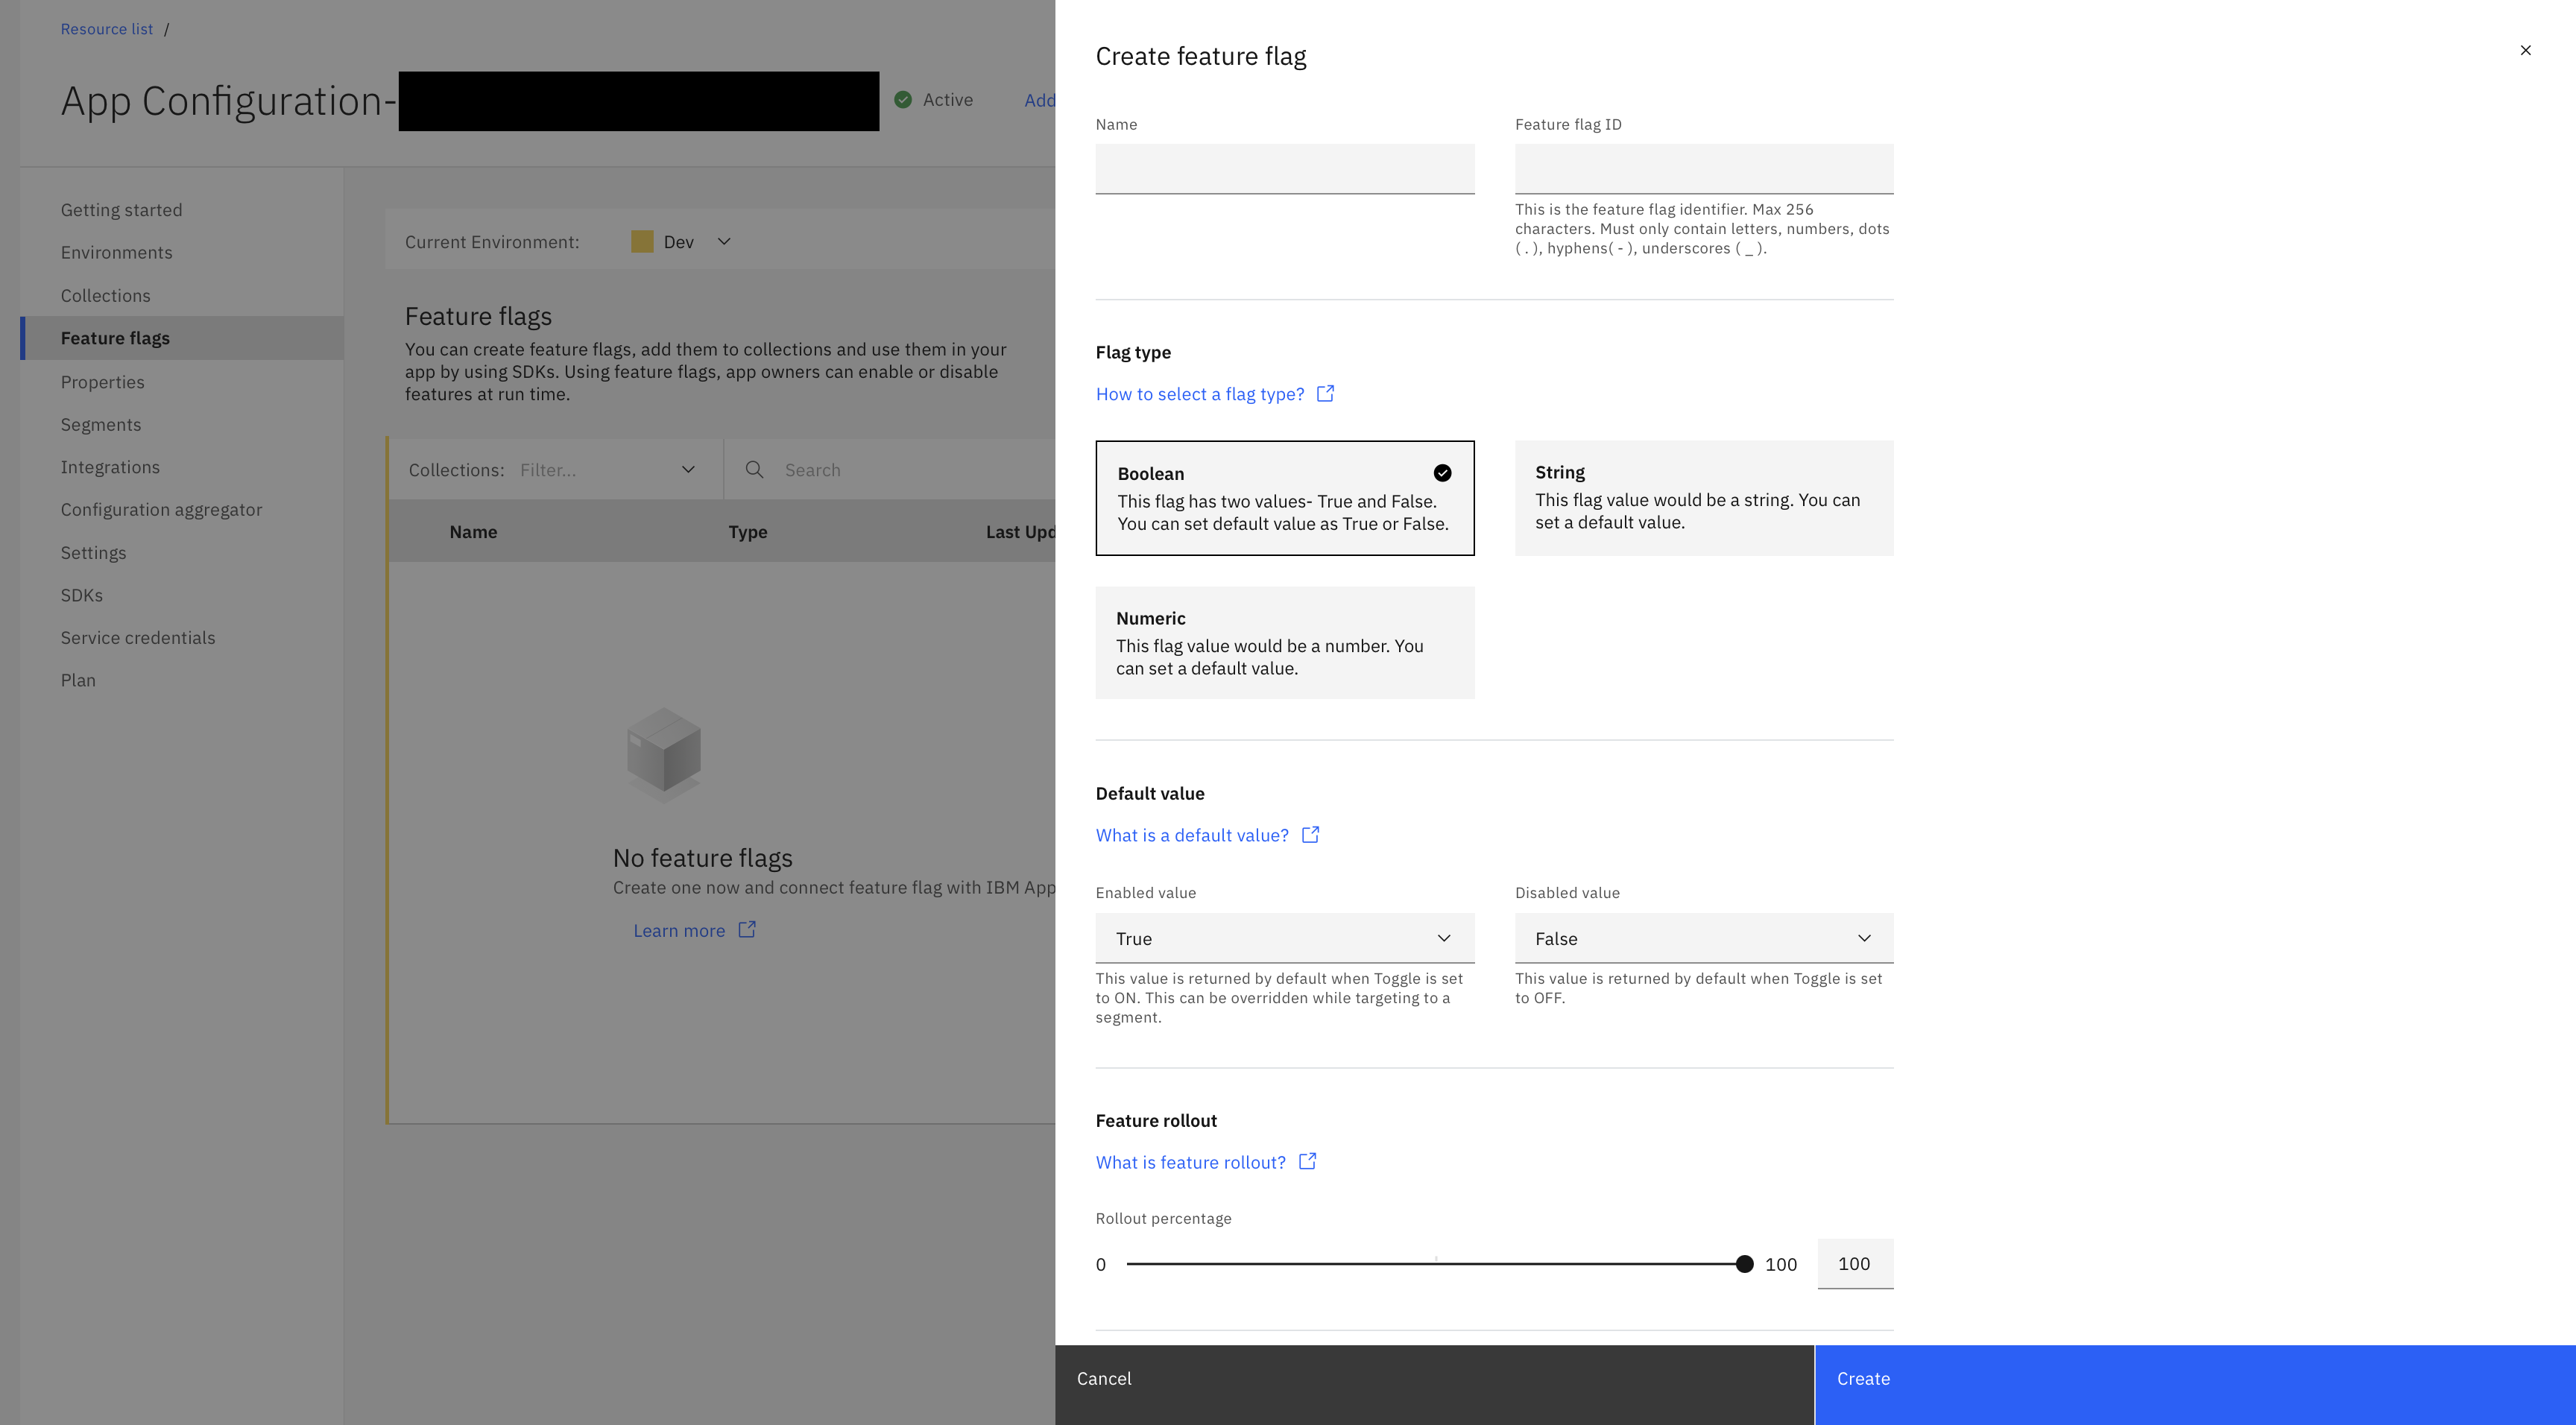 Resource list /
App Configuration-
Active
Add
Getting started
Environments
Collections
Feature flags
Properties
Segments
Integrations
Configuration aggregator
Settings
SDKs
Service credentials
Plan
Current Environment: Dev
Feature flags
You can create feature flags, add them to collections and use them in your
app by using SDKs. Using feature flags, app owners can enable or disable
features at run time.
Collections: Filter... Search
Name Type Last Upd
No feature flags
Create one now and connect feature flag with IBM App
Learn more
Create feature flag
Name
Feature flag ID
This is the feature flag identifier. Max 256
characters. Must only contain letters, numbers, dots
( . ), hyphens( - ), underscores ( _ ).
Flag type
How to select a flag type?
Boolean
This flag has two values- True and False.
You can set default value as True or False.
String
This flag value would be a string. You can
set a default value.
Numeric
This flag value would be a number. You
can set a default value.
Default value
What is a default value?
Enabled value
True
This value is returned by default when Toggle is set
to ON. This can be overridden while targeting to a
segment.
Disabled value
False
This value is returned by default when Toggle is set
to OFF.
Feature rollout
What is feature rollout?
Rollout percentage
0 100 100
Cancel
Create